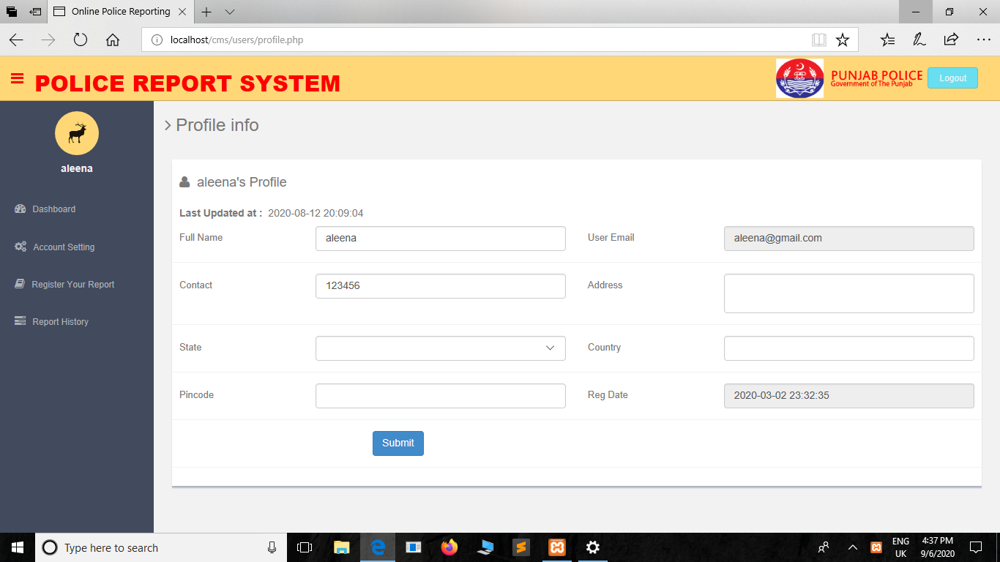 Online Police Reporting
localhost/cms/users/profile.php
POLICE REPORT SYSTEM
PUNJAB POLICE
Government of The Punjab
Logout
aleena
Dashboard
Account Setting
Register Your Report
Report History
Profile info
aleena's Profile
Last Updated at : 2020-08-12 20:09:04
Full Name aleena User Email aleena@gmail.com
Contact 123456 Address
State Country
Pincode Reg Date 2020-03-02 23:32:35
Submit
Type here to search
ENG
UK
4:37 PM
9/6/2020